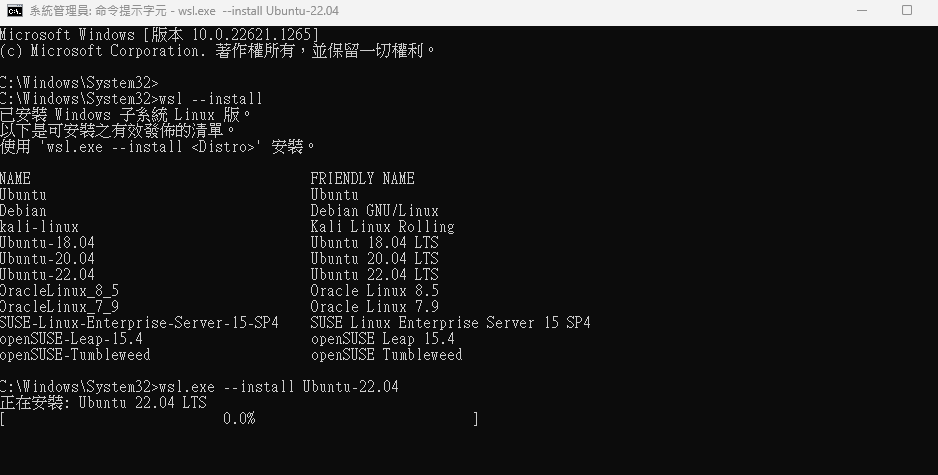 系統管理員: 命令提示字元 - wsl.exe --install Ubuntu-22.04
Microsoft Windows [版本 10.0.22621.1265]
(c) Microsoft Corporation. 著作權所有，並保留一切權利。
C:\Windows\System32>
C:\Windows\System32>wsl --install
已安裝 Windows 子系統 Linux 版。
以下是可安裝之有效發佈的清單。
使用 'wsl.exe --install <Distro>' 安裝。
NAME FRIENDLY NAME
Ubuntu Ubuntu
Debian Debian GNU/Linux
kali-linux Kali Linux Rolling
Ubuntu-18.04 Ubuntu 18.04 LTS
Ubuntu-20.04 Ubuntu 20.04 LTS
Ubuntu-22.04 Ubuntu 22.04 LTS
OracleLinux_8_5 Oracle Linux 8.5
OracleLinux_7_9 Oracle Linux 7.9
SUSE-Linux-Enterprise-Server-15-SP4 SUSE Linux Enterprise Server 15 SP4
openSUSE-Leap-15.4 openSUSE Leap 15.4
openSUSE-Tumbleweed openSUSE Tumbleweed
C:\Windows\System32>wsl.exe --install Ubuntu-22.04
正在安裝: Ubuntu 22.04 LTS
[ 0.0% ]